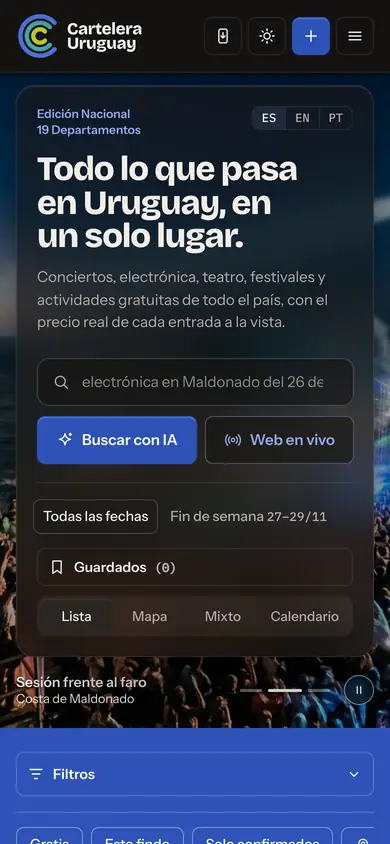 Cartelera
Uruguay
Edición Nacional
19 Departamentos
ES EN PT
Todo lo que pasa
en Uruguay, en
un solo lugar.
Conciertos, electrónica, teatro, festivales y
actividades gratuitas de todo el país, con el
precio real de cada entrada a la vista.
electrónica en Maldonado del 26 de
Buscar con IA
Web en vivo
Todas las fechas
Fin de semana 27–29/11
Guardados (0)
Lista Mapa Mixto Calendario
Sesión frente al faro
Costa de Maldonado
Filtros
Gratis Este finde Solo confirmados